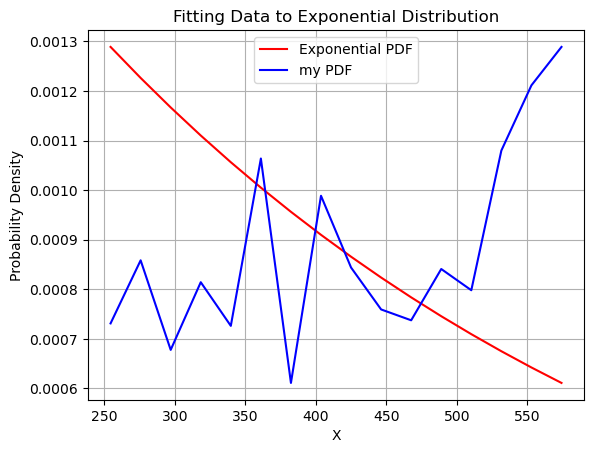 Fitting Data to Exponential Distribution
Exponential PDF
my PDF
Probability Density
0.0013
0.0012
0.0011
0.0010
0.0009
0.0008
0.0007
0.0006
250 300 350 400 450 500 550
X